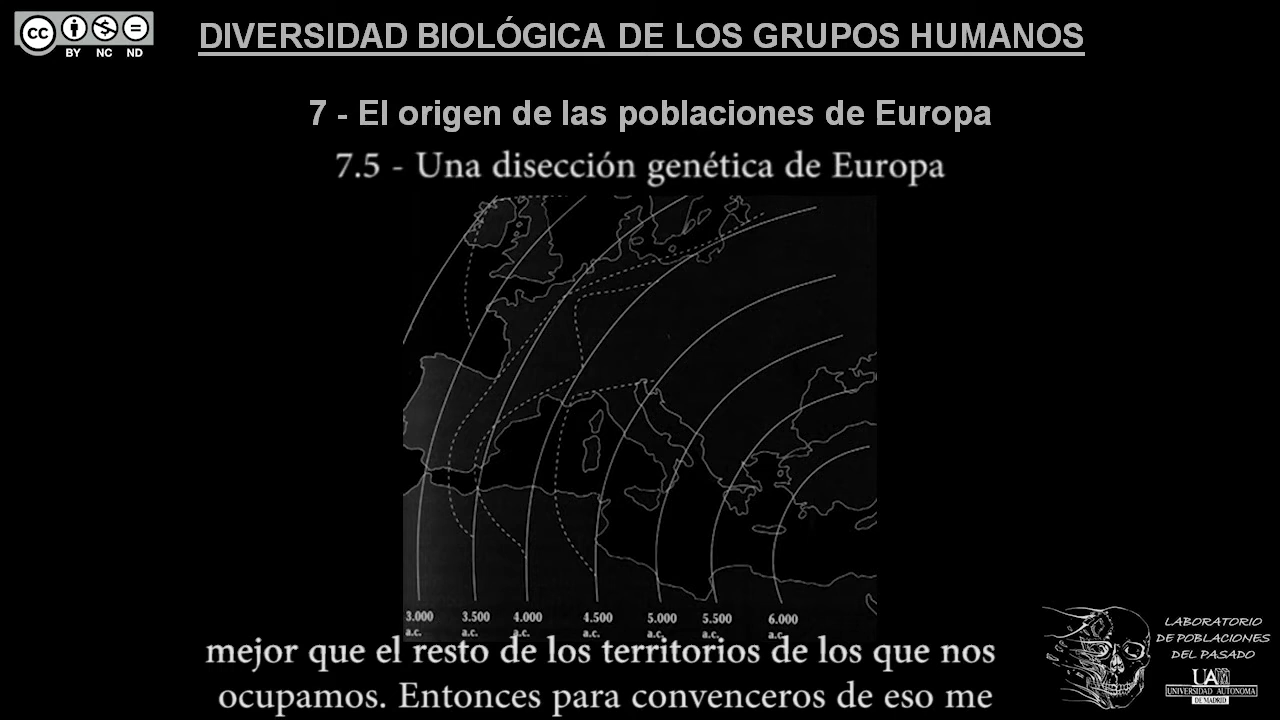 cc
BY NC ND
DIVERSIDAD BIOLÓGICA DE LOS GRUPOS HUMANOS
7 - El origen de las poblaciones de Europa
7.5 - Una disección genética de Europa
3.000 3.500 4.000 4.500 5.000 5.500 6.000
a.c. a.c. a.c. a.c. a.c. a.c. a.c.
mejor que el resto de los territorios de los que nos
ocupamos. Entonces para convenceros de eso me
LABORATORIO
DE POBLACIONES
DEL PASADO
UAM
UNIVERSIDAD AUTONOMA
DE MADRID